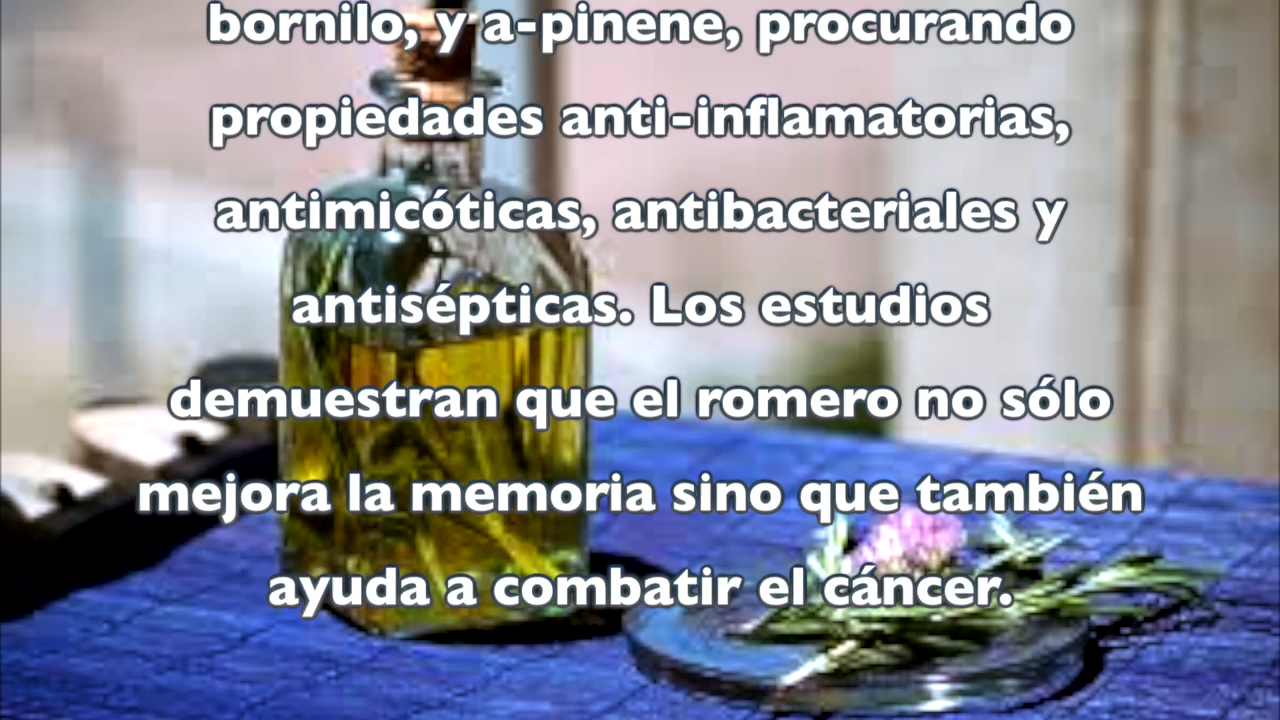 bornilo, y a-pinene, procurando
propiedades anti-inflamatorias,
antimicóticas, antibacteriales y
antisépticas. Los estudios
demuestran que el romero no sólo
mejora la memoria sino que también
ayuda a combatir el cáncer.